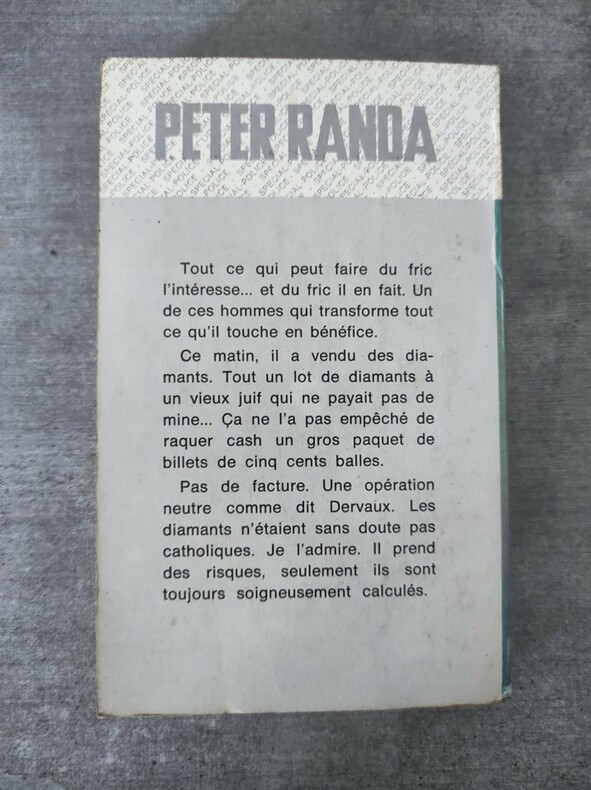 PETER RANDA
Tout ce qui peut faire du fric
l'intéresse... et du fric il en fait. Un
de ces hommes qui transforme tout
ce qu'il touche en bénéfice.
Ce matin, il a vendu des dia-
mants. Tout un lot de diamants à
un vieux juif qui ne payait pas de
mine... Ça ne l'a pas empêché de
raquer cash un gros paquet de
billets de cinq cents balles.
Pas de facture. Une opération
neutre comme dit Dervaux. Les
diamants n'étaient sans doute pas
catholiques. Je l'admire. Il prend
des risques, seulement ils sont
toujours soigneusement calculés.